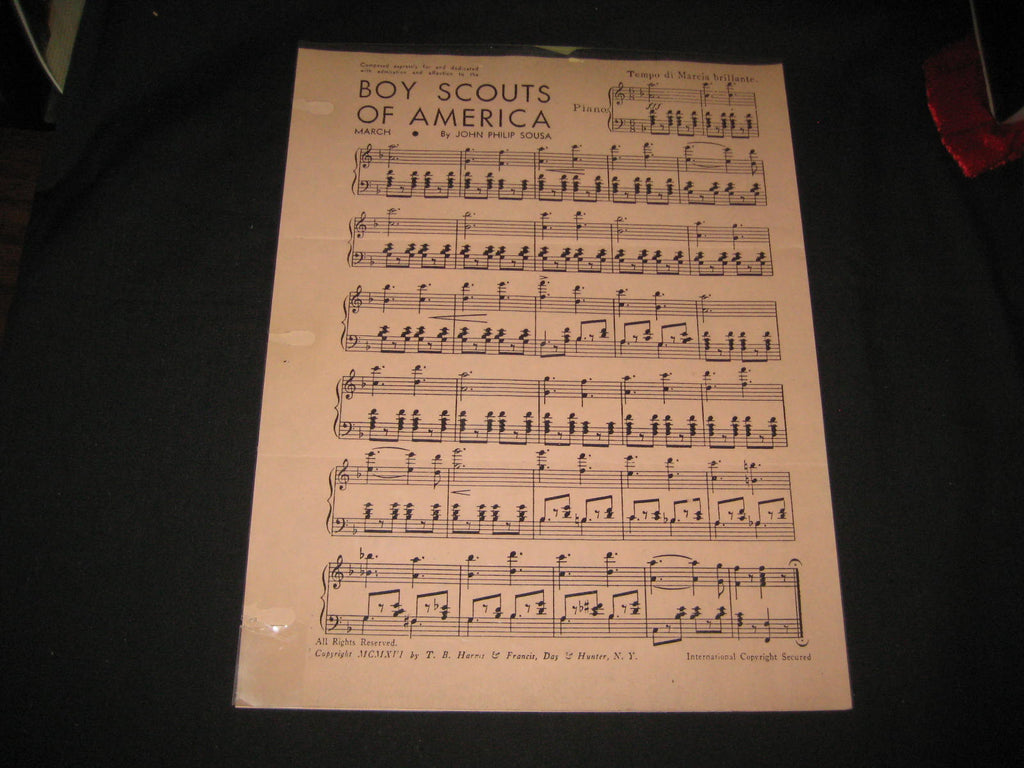 Composed expressly for and dedicated
with admiration and affection to the
BOY SCOUTS
OF AMERICA
MARCH • By JOHN PHILIP SOUSA
Tempo di Marcia brillante.
Piano
All Rights Reserved.
Copyright MCMXVI by T. B. Harms & Francis, Day & Hunter, N. Y.
International Copyright Secured